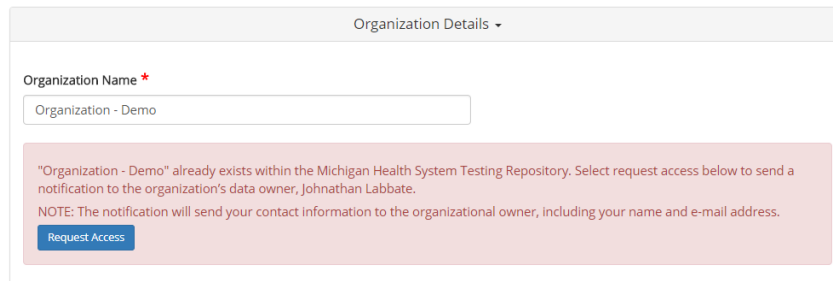 Organization Details
Organization Name *
Organization - Demo
"Organization - Demo" already exists within the Michigan Health System Testing Repository. Select request access below to send a
notification to the organization's data owner, Johnathan Labbate.
NOTE: The notification will send your contact information to the organizational owner, including your name and e-mail address.
Request Access